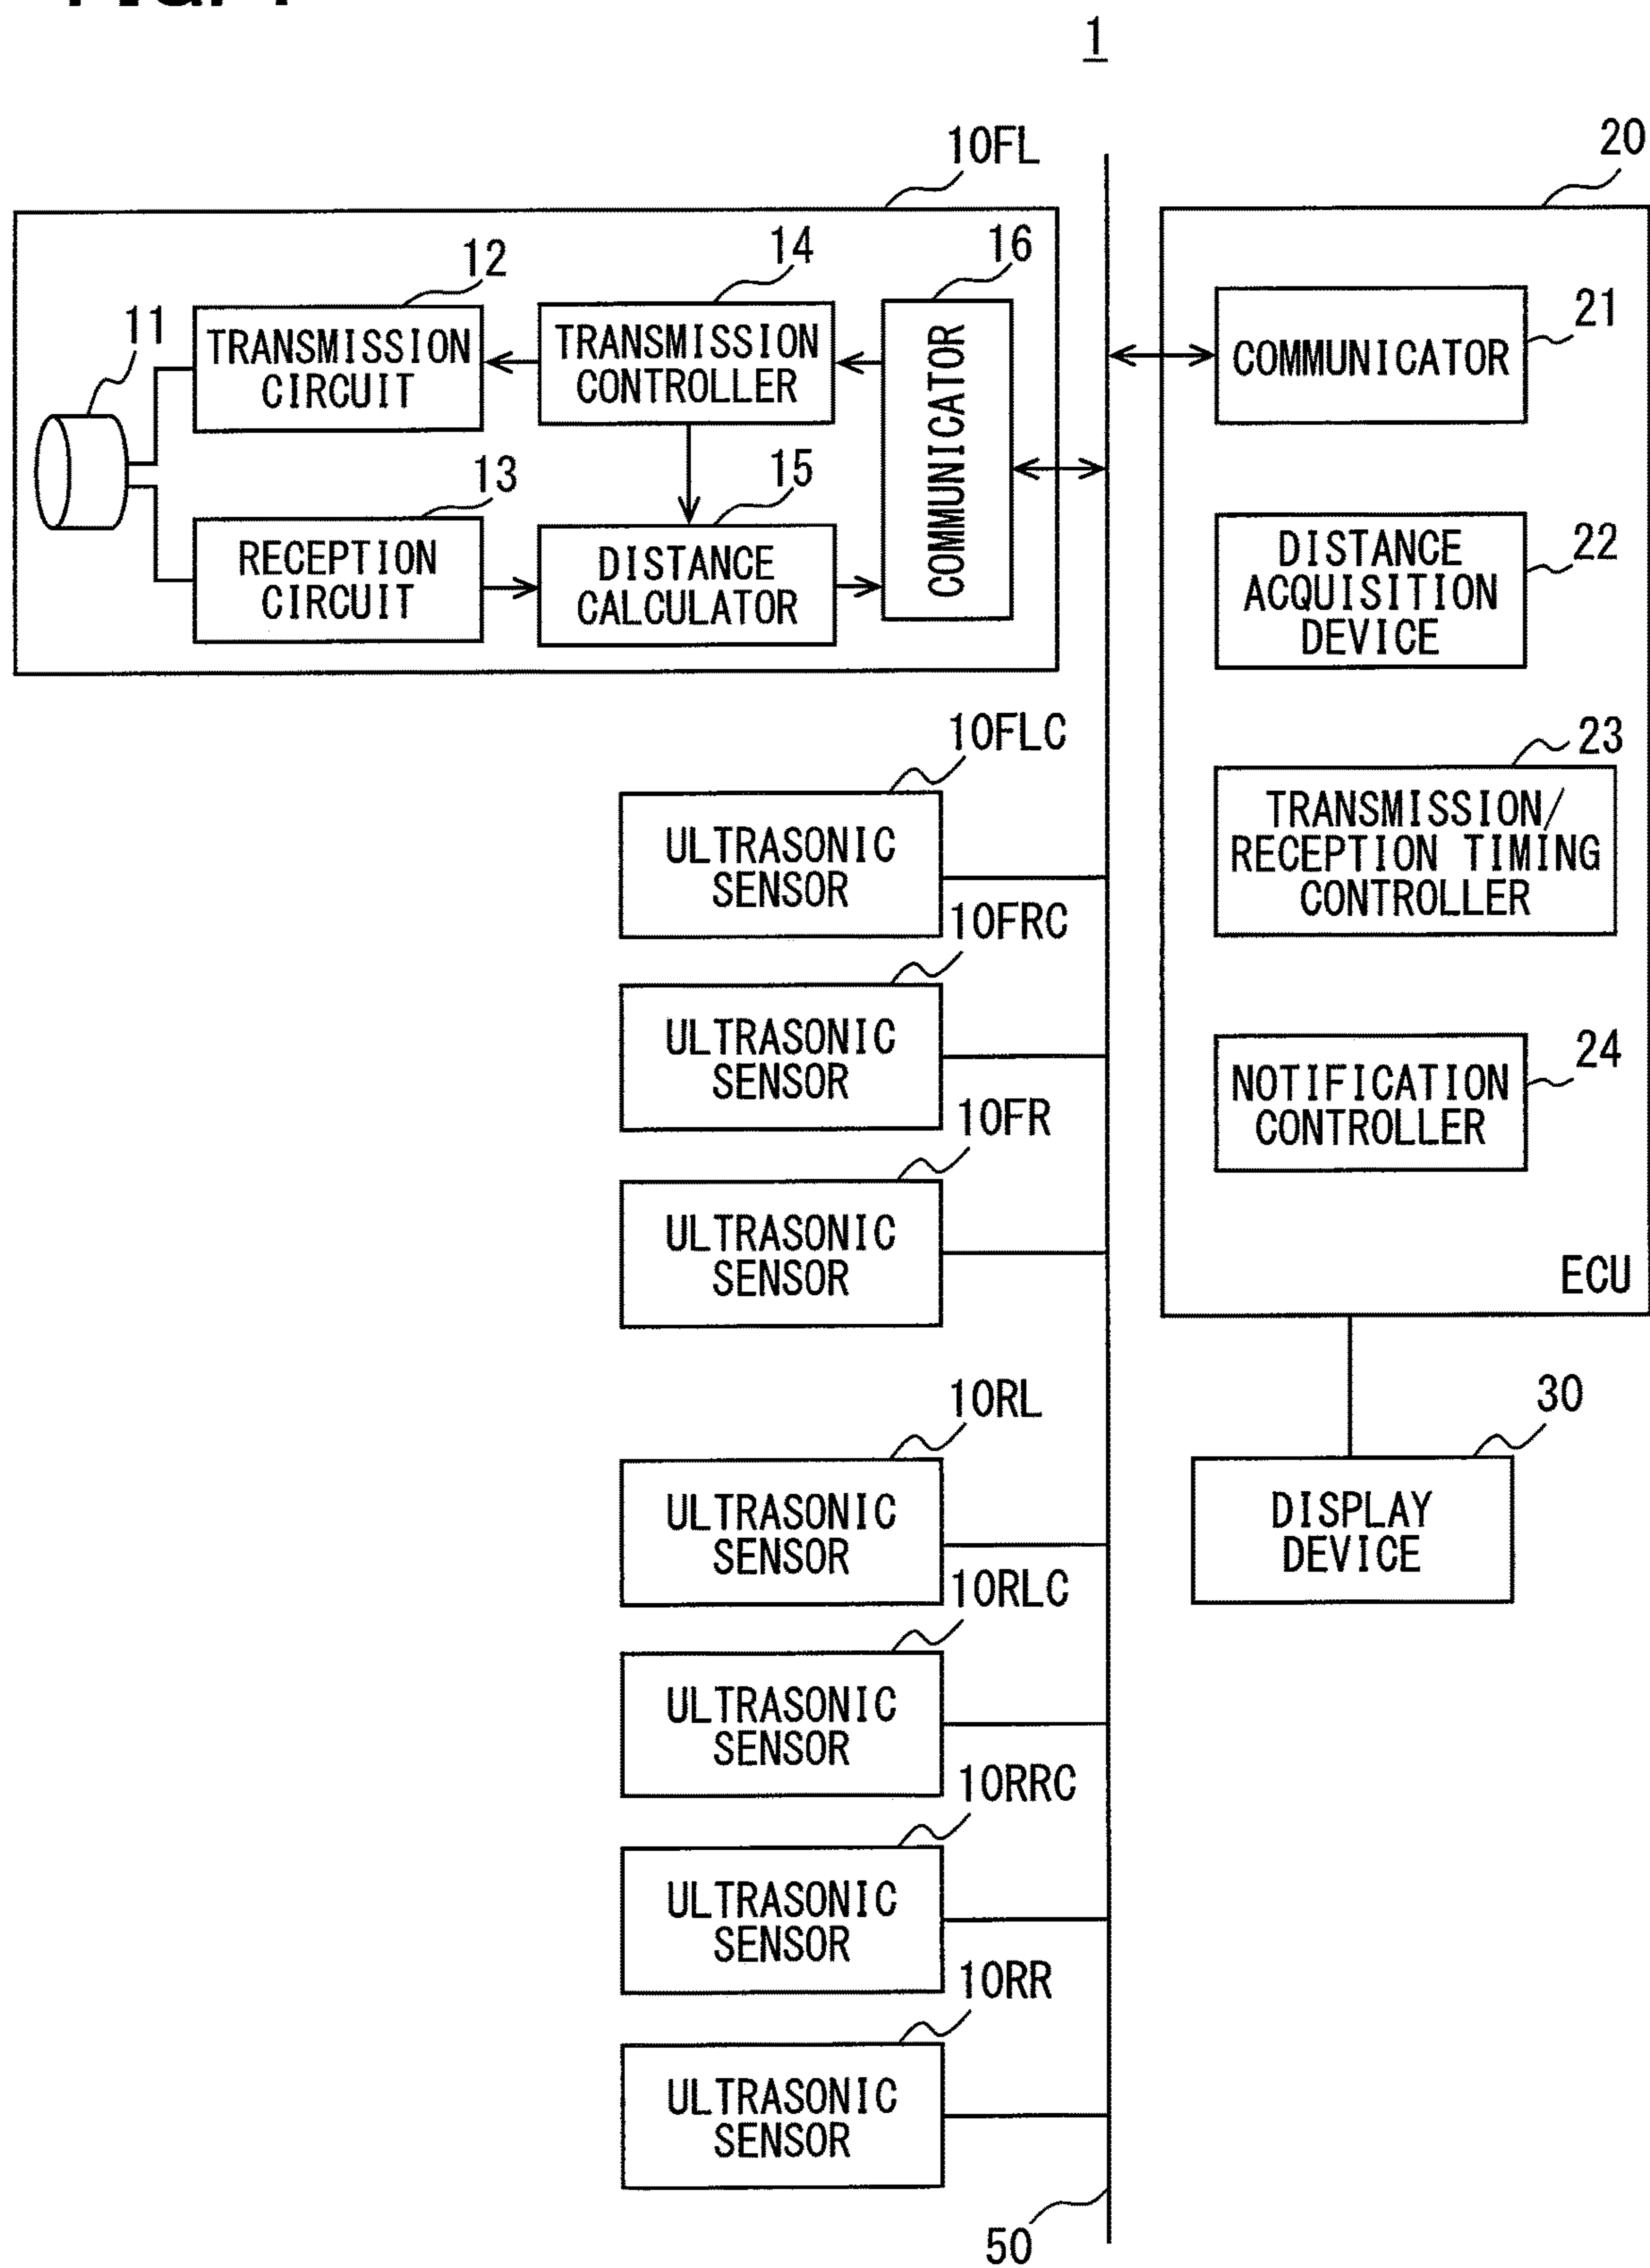 1
10FL
20
12
14
16
11
TRANSMISSION
CIRCUIT
TRANSMISSION
CONTROLLER
COMMUNICATOR
21
COMMUNICATOR
13
15
RECEPTION
CIRCUIT
DISTANCE
CALCULATOR
22
DISTANCE
ACQUISITION
DEVICE
10FLC
ULTRASONIC
SENSOR
23
TRANSMISSION/
RECEPTION TIMING
CONTROLLER
10FRC
ULTRASONIC
SENSOR
24
NOTIFICATION
CONTROLLER
10FR
ULTRASONIC
SENSOR
ECU
10RL
ULTRASONIC
SENSOR
30
DISPLAY
DEVICE
10RLC
ULTRASONIC
SENSOR
10RRC
ULTRASONIC
SENSOR
10RR
ULTRASONIC
SENSOR
50